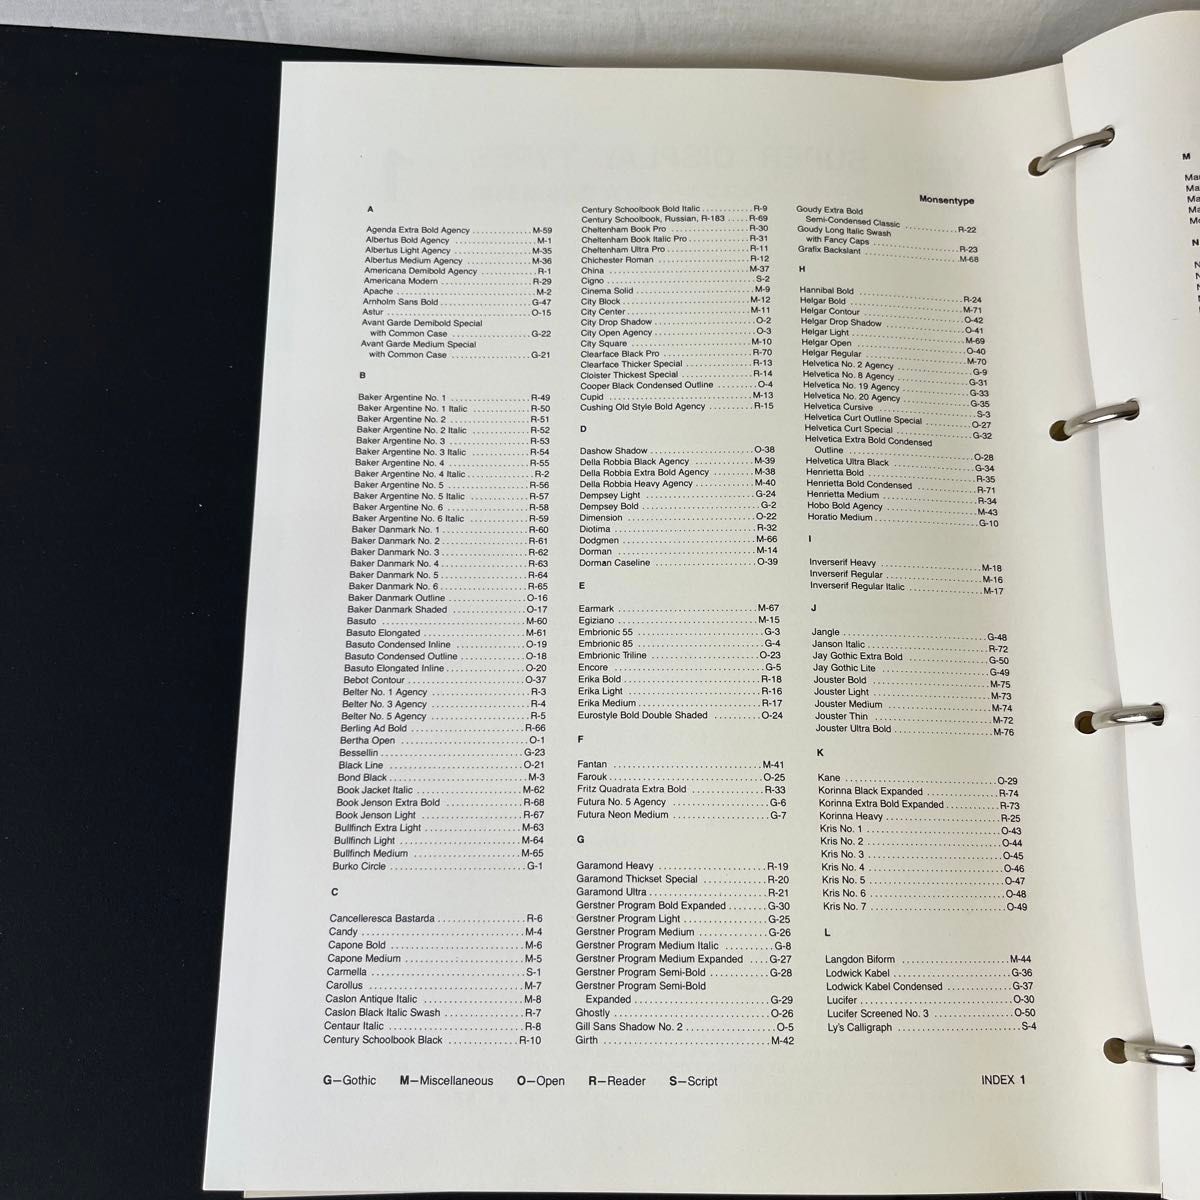 Monsentype
A
Agenda Extra Bold Agency ............ M-59
Albertus Bold Agency ............ M-1
Albertus Light Agency ............ M-35
Albertus Medium Agency ............ M-36
Americana Demibold Agency ............ R-1
Americana Modern ............ R-29
Apache ............ M-2
Arnholm Sans Bold ............ G-47
Astur ............ O-15
Avant Garde Demibold Special
with Common Case ............ G-22
Avant Garde Medium Special
with Common Case ............ G-21
B
Baker Argentine No. 1 ............ R-49
Baker Argentine No. 1 Italic ............ R-50
Baker Argentine No. 2 ............ R-51
Baker Argentine No. 2 Italic ............ R-52
Baker Argentine No. 3 ............ R-53
Baker Argentine No. 3 Italic ............ R-54
Baker Argentine No. 4 ............ R-55
Baker Argentine No. 4 Italic ............ R-2
Baker Argentine No. 5 ............ R-56
Baker Argentine No. 5 Italic ............ R-57
Baker Argentine No. 6 ............ R-58
Baker Argentine No. 6 Italic ............ R-59
Baker Danmark No. 1 ............ R-60
Baker Danmark No. 2 ............ R-61
Baker Danmark No. 3 ............ R-62
Baker Danmark No. 4 ............ R-63
Baker Danmark No. 5 ............ R-64
Baker Danmark No. 6 ............ R-65
Baker Danmark Outline ............ O-16
Baker Danmark Shaded ............ O-17
Basuto ............ M-60
Basuto Elongated ............ M-61
Basuto Condensed Inline ............ O-19
Basuto Condensed Outline ............ O-18
Basuto Elongated Inline ............ O-20
Bebot Contour ............ O-37
Belter No. 1 Agency ............ R-3
Belter No. 3 Agency ............ R-4
Belter No. 5 Agency ............ R-5
Berling Ad Bold ............ R-66
Bertha Open ............ O-1
Bessellin ............ G-23
Black Line ............ O-21
Bond Black ............ M-3
Book Jacket Italic ............ M-62
Book Jenson Extra Bold ............ R-68
Book Jenson Light ............ R-67
Bullfinch Extra Light ............ M-63
Bullfinch Light ............ M-64
Bullfinch Medium ............ M-65
Burko Circle ............ G-1
C
Cancelleresca Bastarda ............ R-6
Candy ............ M-4
Capone Bold ............ M-6
Capone Medium ............ M-5
Carmella ............ S-1
Carollus ............ M-7
Caslon Antique Italic ............ M-8
Caslon Black Italic Swash ............ R-7
Centaur Italic ............ R-8
Century Schoolbook Black ............ R-10
Century Schoolbook Bold Italic ............ R-9
Century Schoolbook, Russian, R-183 ..... R-69
Cheltenham Book Pro ............ R-30
Cheltenham Book Italic Pro ............ R-31
Cheltenham Ultra Pro ............ R-11
Chichester Roman ............ R-12
China ............ M-37
Cigno ............ S-2
Cinema Solid ............ M-9
City Block ............ M-12
City Center ............ M-11
City Drop Shadow ............ O-2
City Open Agency ............ O-3
City Square ............ M-10
Clearface Black Pro ............ R-70
Clearface Thicker Special ............ R-13
Cloister Thickest Special ............ R-14
Cooper Black Condensed Outline ......... O-4
Cupid ............ M-13
Cushing Old Style Bold Agency .......... R-15
D
Dashow Shadow ............ O-38
Della Robbia Black Agency ............ M-39
Della Robbia Extra Bold Agency ......... M-38
Della Robbia Heavy Agency ............ M-40
Dempsey Light ............ G-24
Dempsey Bold ............ G-2
Dimension ............ O-22
Diotima ............ R-32
Dodgmen ............ M-66
Dorman ............ M-14
Dorman Caseline ............ O-39
E
Earmark ............ M-67
Egiziano ............ M-15
Embrionic 55 ............ G-3
Embrionic 85 ............ G-4
Embrionic Triline ............ O-23
Encore ............ G-5
Erika Bold ............ R-18
Erika Light ............ R-16
Erika Medium ............ R-17
Eurostyle Bold Double Shaded ............ O-24
F
Fantan ............ M-41
Farouk ............ O-25
Fritz Quadrata Extra Bold ............ R-33
Futura No. 5 Agency ............ G-6
Futura Neon Medium ............ G-7
G
Garamond Heavy ............ R-19
Garamond Thickset Special ............ R-20
Garamond Ultra ............ R-21
Gerstner Program Bold Expanded ....... G-30
Gerstner Program Light ............ G-25
Gerstner Program Medium ............ G-26
Gerstner Program Medium Italic ......... G-8
Gerstner Program Medium Expanded .... G-27
Gerstner Program Semi-Bold ............ G-28
Gerstner Program Semi-Bold
Expanded ............ G-29
Ghostly ............ O-26
Gill Sans Shadow No. 2 ............ O-5
Girth ............ M-42
Goudy Extra Bold
Semi-Condensed Classic ............ R-22
Goudy Long Italic Swash
with Fancy Caps ............ R-23
Grafix Backslant ............ M-68
H
Hannibal Bold ............ R-24
Helgar Bold ............ M-71
Helgar Contour ............ O-42
Helgar Drop Shadow ............ O-41
Helgar Light ............ M-69
Helgar Open ............ O-40
Helgar Regular ............ M-70
Helvetica No. 2 Agency ............ G-9
Helvetica No. 8 Agency ............ G-31
Helvetica No. 19 Agency ............ G-33
Helvetica No. 20 Agency ............ G-35
Helvetica Cursive ............ S-3
Helvetica Curt Outline Special ......... O-27
Helvetica Curt Special ............ G-32
Helvetica Extra Bold Condensed
Outline ............ O-28
Helvetica Ultra Black ............ G-34
Henrietta Bold ............ R-35
Henrietta Bold Condensed ............ R-71
Henrietta Medium ............ R-34
Hobo Bold Agency ............ M-43
Horatio Medium ............ G-10
I
Inverserif Heavy ............ M-18
Inverserif Regular ............ M-16
Inverserif Regular Italic ............ M-17
J
Jangle ............ G-48
Janson Italic ............ R-72
Jay Gothic Extra Bold ............ G-50
Jay Gothic Lite ............ G-49
Jouster Bold ............ M-75
Jouster Light ............ M-73
Jouster Medium ............ M-74
Jouster Thin ............ M-72
Jouster Ultra Bold ............ M-76
K
Kane ............ O-29
Korinna Black Expanded ............ R-74
Korinna Extra Bold Expanded ............ R-73
Korinna Heavy ............ R-25
Kris No. 1 ............ O-43
Kris No. 2 ............ O-44
Kris No. 3 ............ O-45
Kris No. 4 ............ O-46
Kris No. 5 ............ O-47
Kris No. 6 ............ O-48
Kris No. 7 ............ O-49
L
Langdon Biform ............ M-44
Lodwick Kabel ............ G-36
Lodwick Kabel Condensed ............ G-37
Lucifer ............ O-30
Lucifer Screened No. 3 ............ O-50
Ly's Calligraph ............ S-4
G—Gothic M—Miscellaneous O—Open R—Reader S—Script
INDEX 1
M
N